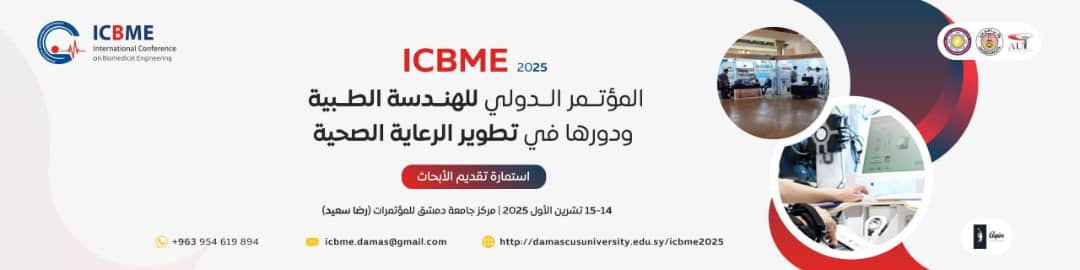 ICBME
International Conference
on Biomedical Engineering
ICBME 2025
المؤتمر الدولي للهندسة الطبية
ودورها في تطوير الرعاية الصحية
استمارة تقديم الأبحاث
14-15 تشرين الأول 2025 | مركز جامعة دمشق للمؤتمرات (رضا سعيد)
+963 954 619 894
icbme.damas@gmail.com
http://damascusuniversity.edu.sy/icbme2025
AUT